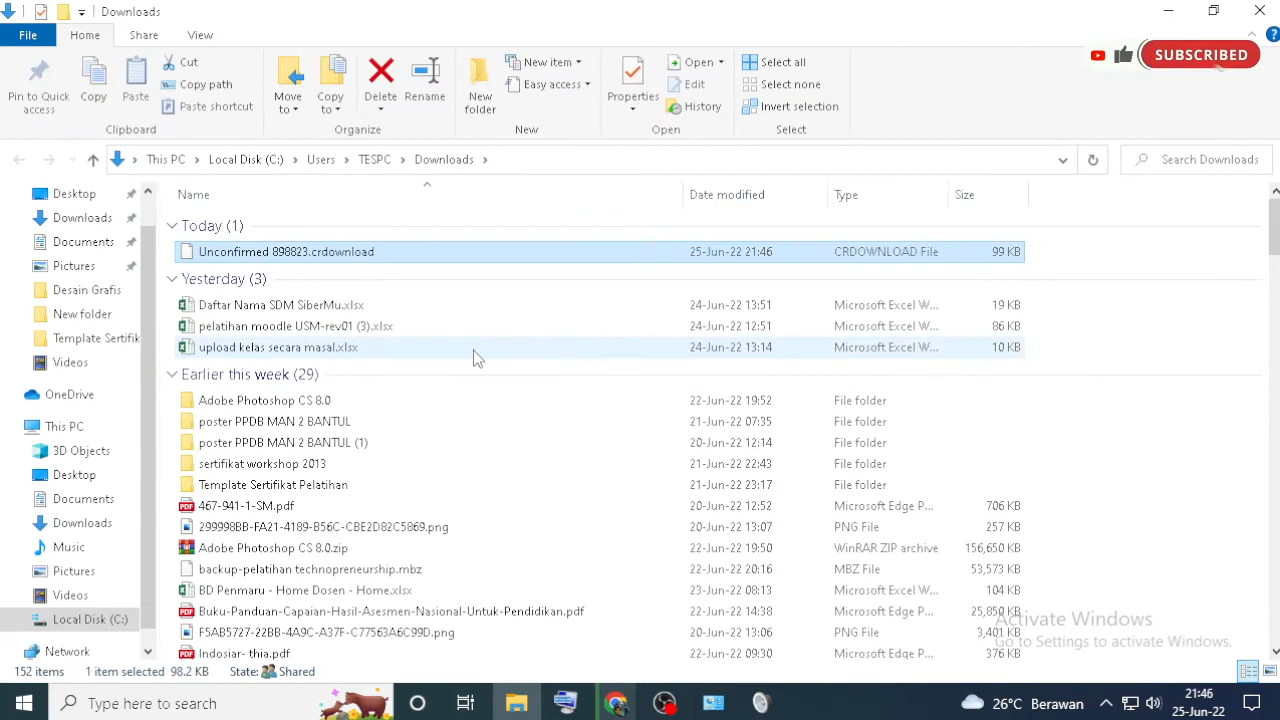 Downloads
File Home Share View
SUBSCRIBED
Pin to Quick access
Copy
Paste
Cut
Copy path
Paste shortcut
Clipboard
Move to
Copy to
Delete
Rename
Organize
New folder
New item
Easy access
New
Properties
Open
Edit
History
Open
Select all
Select none
Invert selection
Select
This PC > Local Disk (C:) > Users > TESPC > Downloads >
Search Downloads
Desktop
Downloads
Documents
Pictures
Desain Grafis
New folder
Template Sertifik
Videos
OneDrive
This PC
3D Objects
Desktop
Documents
Downloads
Music
Pictures
Videos
Local Disk (C:)
Network
Name Date modified Type Size
Today (1)
Unconfirmed 898823.crdownload 25-Jun-22 21:46 CRDOWNLOAD File 99 KB
Yesterday (3)
Daftar Nama SDM SiberMu.xlsx 24-Jun-22 13:51 Microsoft Excel W... 19 KB
pelatihan moodle USM-rev01 (3).xlsx 24-Jun-22 12:51 Microsoft Excel W... 86 KB
upload kelas secara masal.xlsx 24-Jun-22 13:14 Microsoft Excel W... 10 KB
Earlier this week (29)
Adobe Photoshop CS 8.0 22-Jun-22 19:52 File folder
poster PPDB MAN 2 BANTUL 21-Jun-22 07:35 File folder
poster PPDB MAN 2 BANTUL (1) 20-Jun-22 12:14 File folder
sertifikat workshop 2013 21-Jun-22 22:43 File folder
Template Sertifikat Pelatihan 21-Jun-22 23:17 File folder
467-941-1-SM.pdf 20-Jun-22 12:52 Microsoft Edge P... 706 KB
299998BB-FA21-4189-B56C-CBE2D82C5869.png 20-Jun-22 13:07 PNG File 257 KB
Adobe Photoshop CS 8.0.zip 22-Jun-22 19:50 WinRAR ZIP archive 156,650 KB
backup-pelatihan technopreneurship.mbz 22-Jun-22 20:16 MBZ File 53,573 KB
BD Penmaru - Home Dosen - Home.xlsx 23-Jun-22 08:13 Microsoft Excel W... 104 KB
Buku-Panduan-Capaian-Hasil-Asesmen-Nasional-Untuk-Pendidikan.pdf 22-Jun-22 14:38 Microsoft Edge P... 25,850 KB
F5AB5727-22BB-4A9C-A37F-C77563A6C99D.png 20-Jun-22 13:06 PNG File 3,401 KB
Indosiar- thia.pdf 22-Jun-22 09:30 Microsoft Edge P... 376 KB
Activate Windows
Go to Settings to activate Windows.
152 items 1 item selected 98.2 KB State: Shared
Type here to search
26°C Berawan
21:46
25-Jun-22